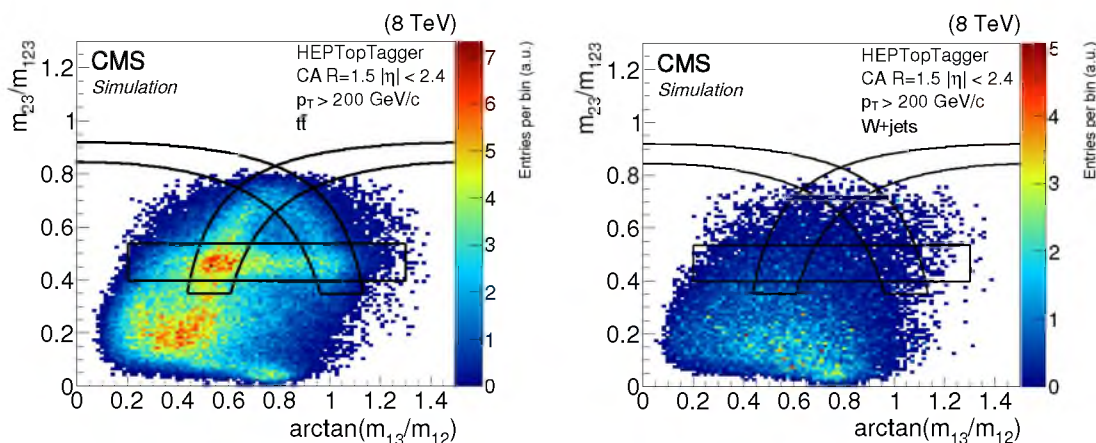 (8 TeV)
CMS
Simulation
HEPTopTagger
CA R=1.5 |η| < 2.4
p_T > 200 GeV/c
tt̄
m_23/m_123
1.2
1
0.8
0.6
0.4
0.2
0
0 0.2 0.4 0.6 0.8 1 1.2 1.4
arctan(m_13/m_12)
7
6
5
4
3
2
1
0
Entries per bin (a.u.)
(8 TeV)
CMS
Simulation
HEPTopTagger
CA R=1.5 |η| < 2.4
p_T > 200 GeV/c
W+jets
m_23/m_123
1.2
1
0.8
0.6
0.4
0.2
0
0 0.2 0.4 0.6 0.8 1 1.2 1.4
arctan(m_13/m_12)
5
4
3
2
1
0
Entries per bin (a.u.)